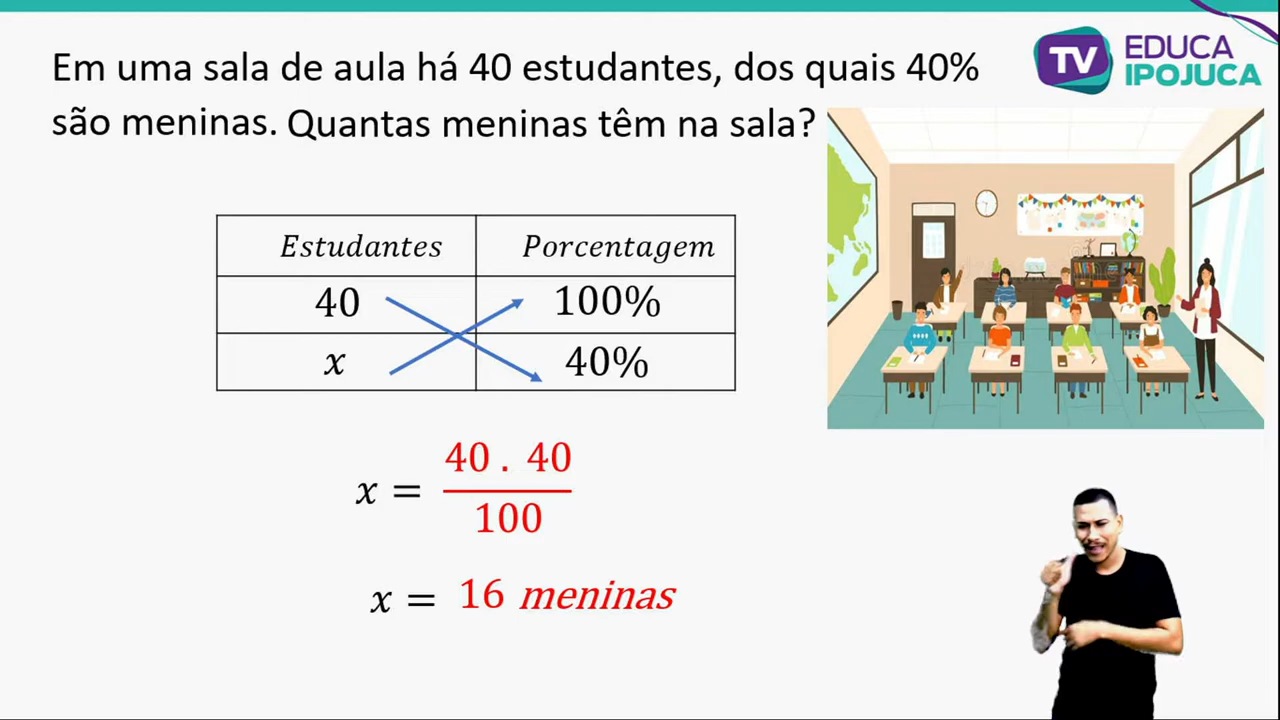 Em uma sala de aula há 40 estudantes, dos quais 40%
são meninas. Quantas meninas têm na sala?
TV EDUCA
IPOJUCA
Estudantes Porcentagem
40 100%
x 40%
x = 40 . 40
100
x = 16 meninas